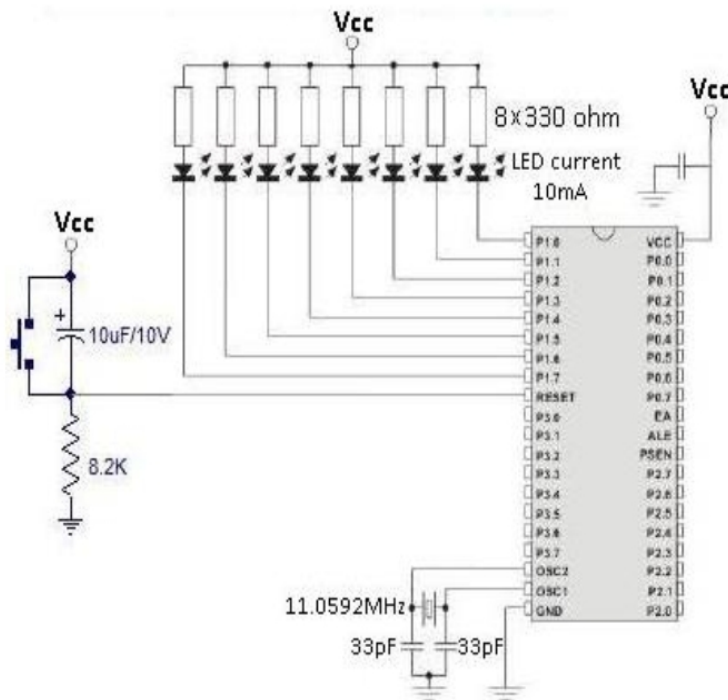 Vcc
Vcc
8×330 ohm
LED current
10mA
Vcc
10uF/10V
8.2K
P1.0 VCC
P1.1 P0.0
P1.2 P0.1
P1.3 P0.2
P1.4 P0.3
P1.5 P0.4
P1.6 P0.5
P1.7 P0.6
RESET P0.7
P3.0 EA
P3.1 ALE
P3.2 PSEN
P3.3 P2.7
P3.4 P2.6
P3.5 P2.5
P3.6 P2.4
P3.7 P2.3
OSC2 P2.2
OSC1 P2.1
GND P2.0
11.0592MHz
33pF 33pF
+